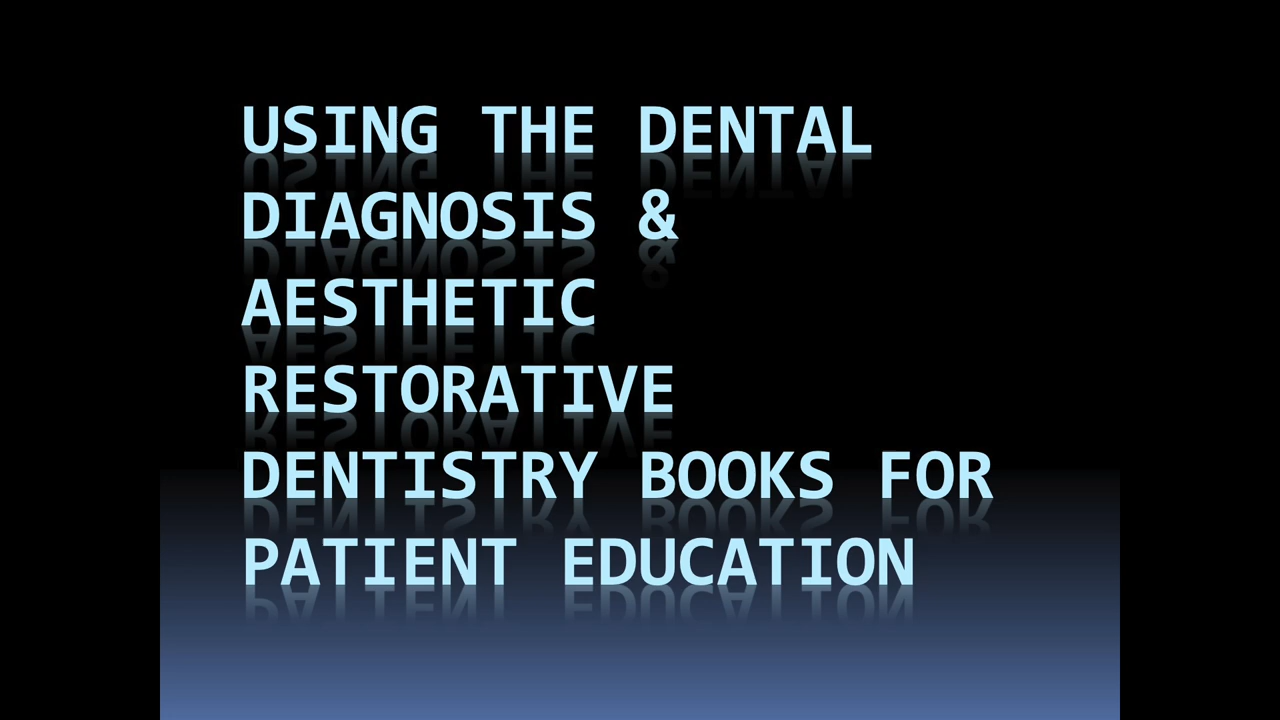 USING THE DENTAL
DIAGNOSIS &
AESTHETIC
RESTORATIVE
DENTISTRY BOOKS FOR
PATIENT EDUCATION